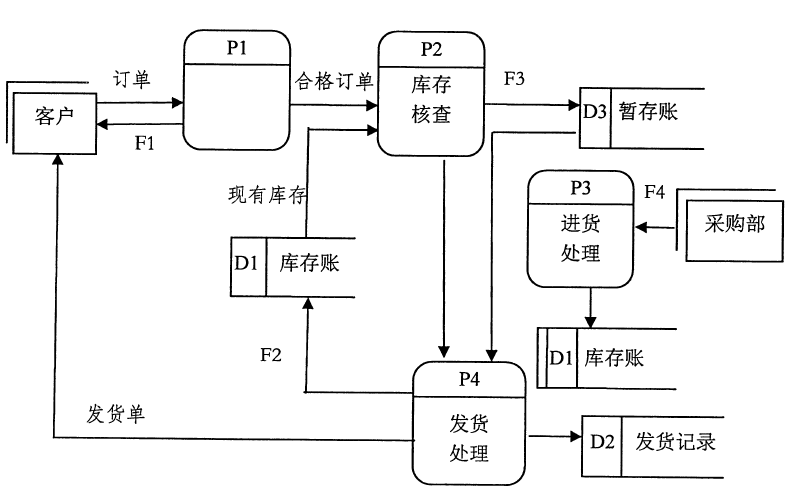 P1
P2
库存
核查
订单
合格订单
F3
客户
F1
D3 暂存账
P3
进货
处理
F4
采购部
现有库存
D1 库存账
F2
D1 库存账
P4
发货
处理
发货单
D2 发货记录